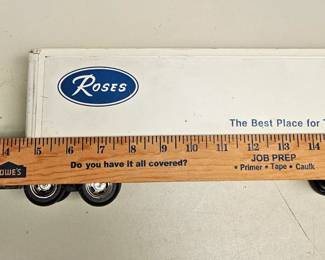 ROSES
The Best Place for
4 5 6 7 8 9 10 11 12 13 14
Do you have it all covered?
JOB PREP
• Primer • Tape • Caulk